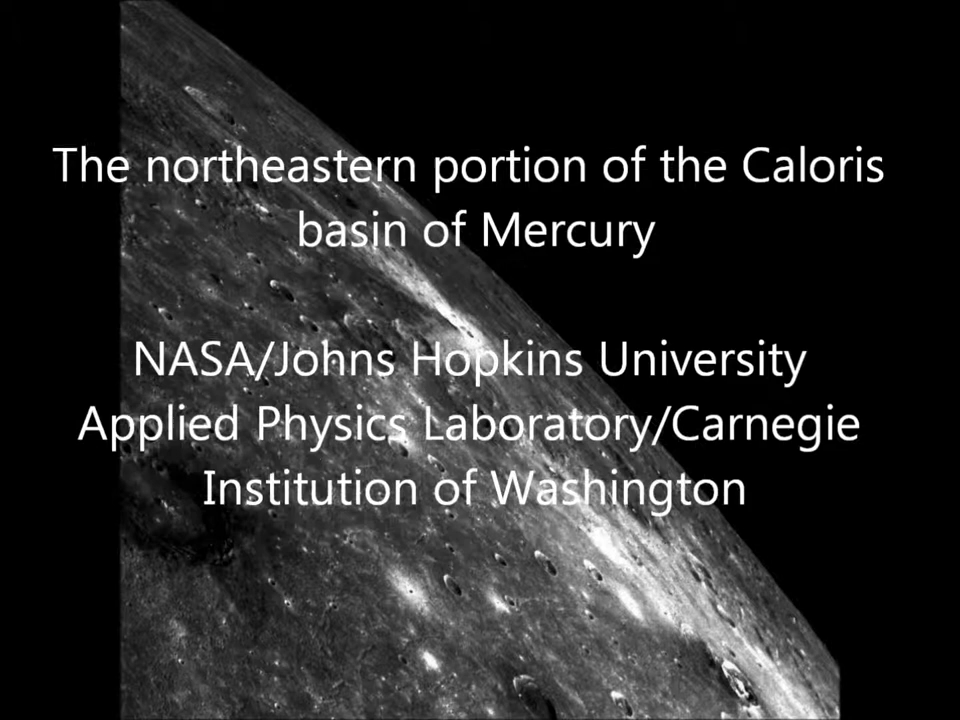 The northeastern portion of the Caloris
basin of Mercury
NASA/Johns Hopkins University
Applied Physics Laboratory/Carnegie
Institution of Washington